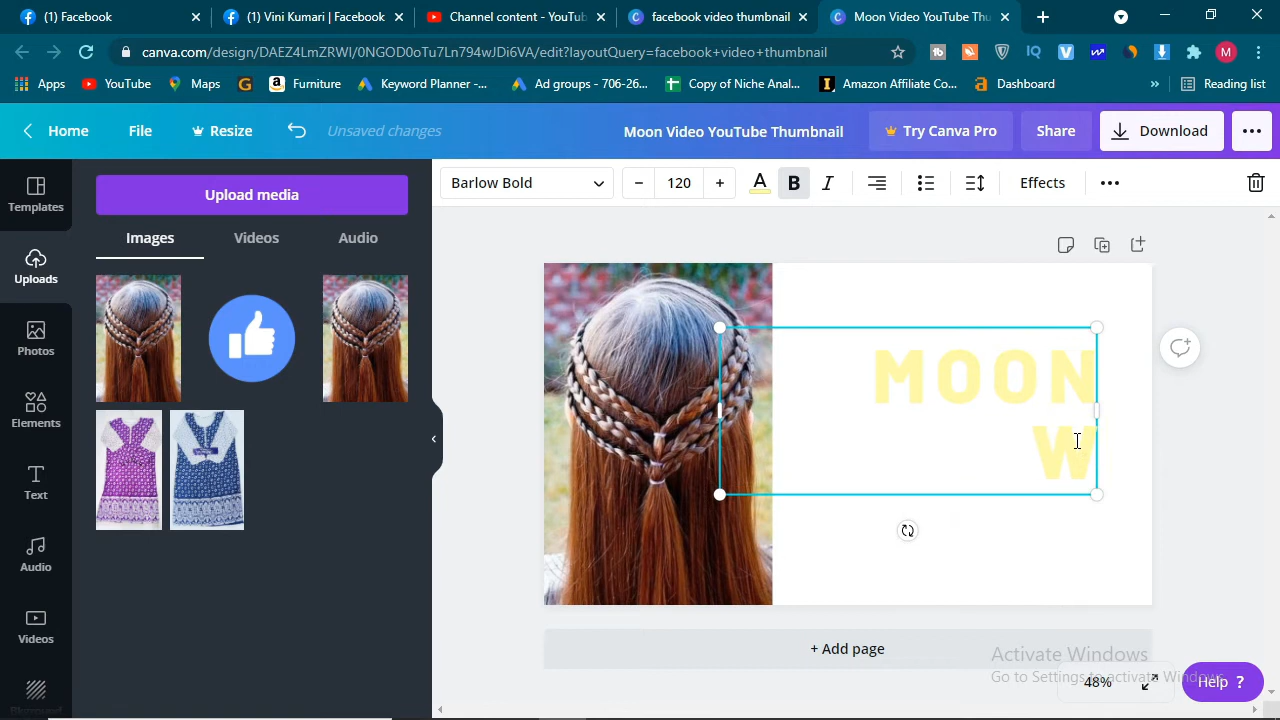 (1) Facebook
(1) Vini Kumari | Facebook
Channel content - YouTub
facebook video thumbnail
Moon Video YouTube Thu
canva.com/design/DAEZ4LmZRWI/0NGOD0oTu7Ln794wJDi6VA/edit?layoutQuery=facebook+video+thumbnail
Apps
YouTube
Maps
Furniture
Keyword Planner -...
Ad groups - 706-26...
Copy of Niche Anal...
Amazon Affiliate Co...
Dashboard
»
Reading list
Home
File
Resize
Unsaved changes
Moon Video YouTube Thumbnail
Try Canva Pro
Share
Download
Templates
Uploads
Photos
Elements
Text
Audio
Videos
Upload media
Images
Videos
Audio
Barlow Bold
– 120 +
A
B
I
Effects
MOON
W
+ Add page
Activate Windows
Go to Settings to activate Windows.
48%
Help ?